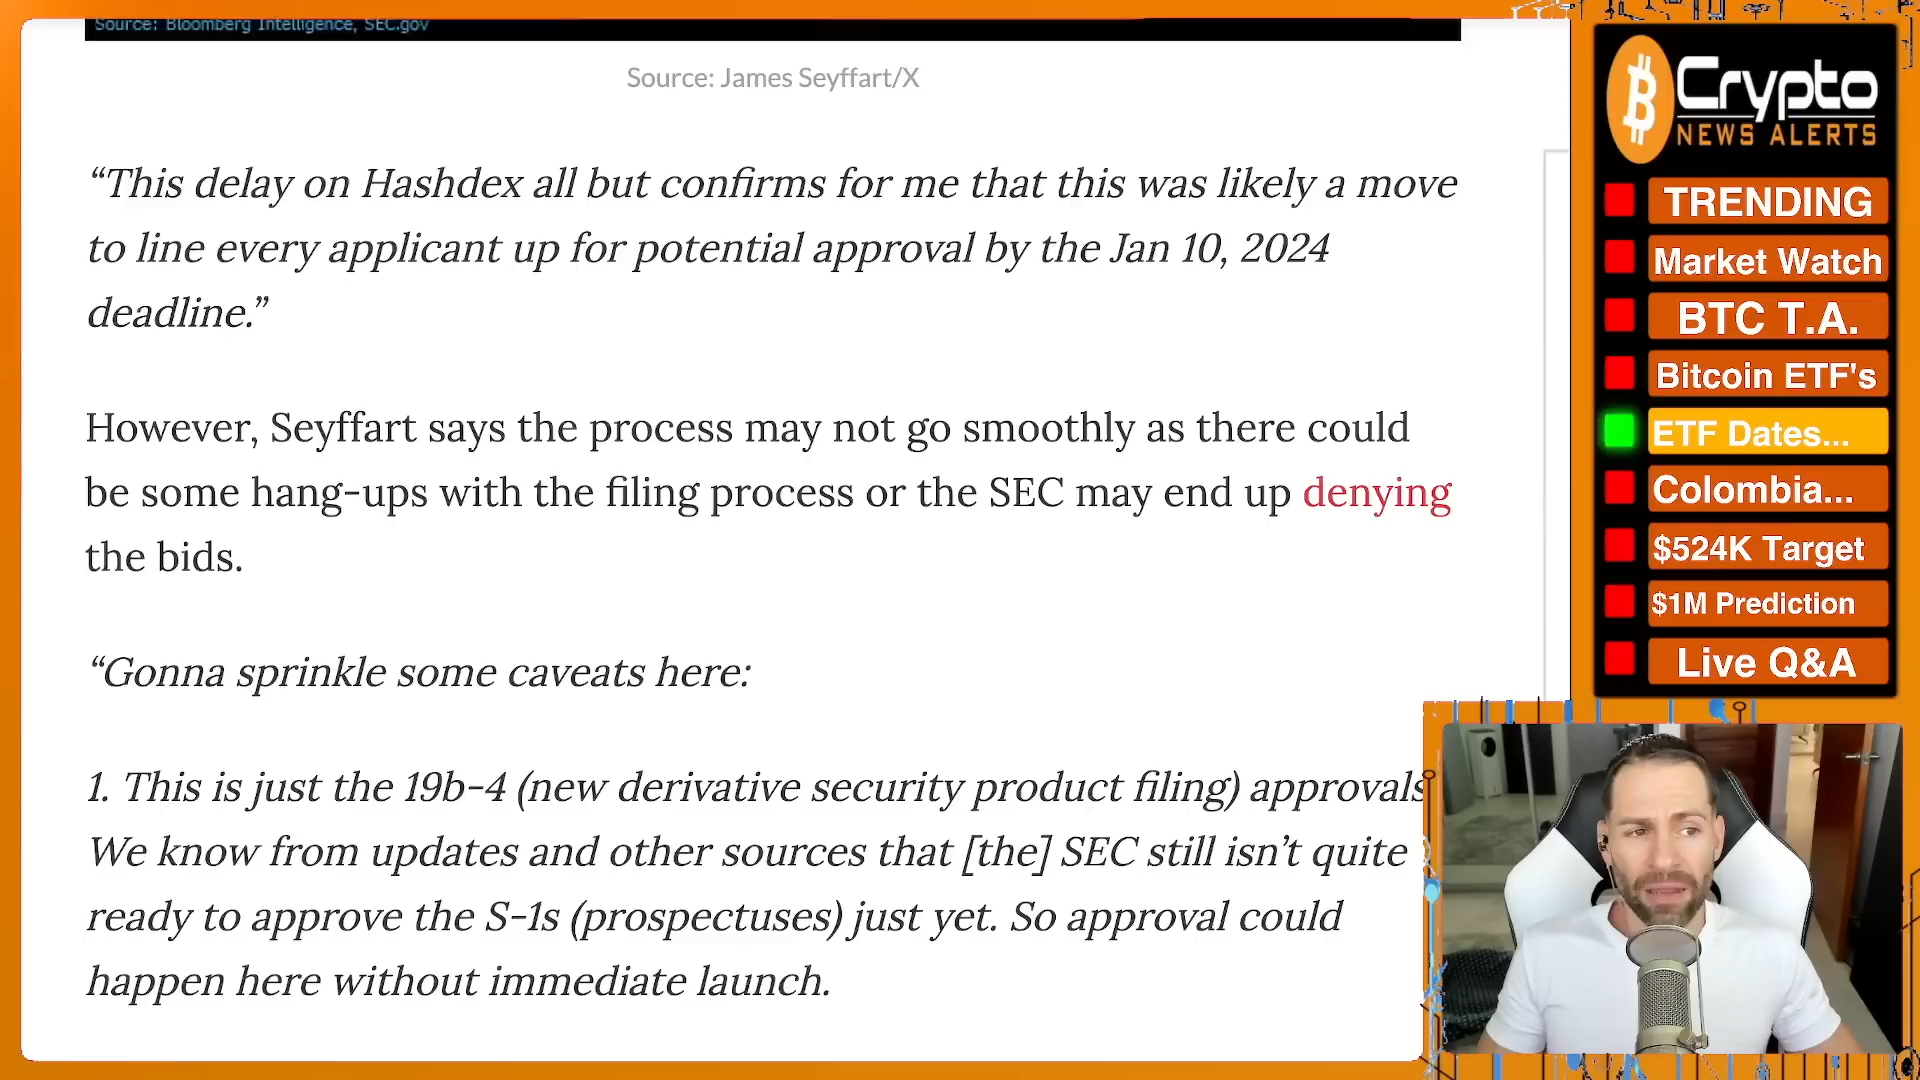 Source: Bloomberg Intelligence, SEC.gov
Source: James Seyffart/X
“This delay on Hashdex all but confirms for me that this was likely a move
to line every applicant up for potential approval by the Jan 10, 2024
deadline.”
However, Seyffart says the process may not go smoothly as there could
be some hang-ups with the filing process or the SEC may end up denying
the bids.
“Gonna sprinkle some caveats here:
1. This is just the 19b-4 (new derivative security product filing) approvals
We know from updates and other sources that [the] SEC still isn’t quite
ready to approve the S-1s (prospectuses) just yet. So approval could
happen here without immediate launch.
Crypto
NEWS ALERTS
TRENDING
Market Watch
BTC T.A.
Bitcoin ETF's
ETF Dates...
Colombia...
$524K Target
$1M Prediction
Live Q&A